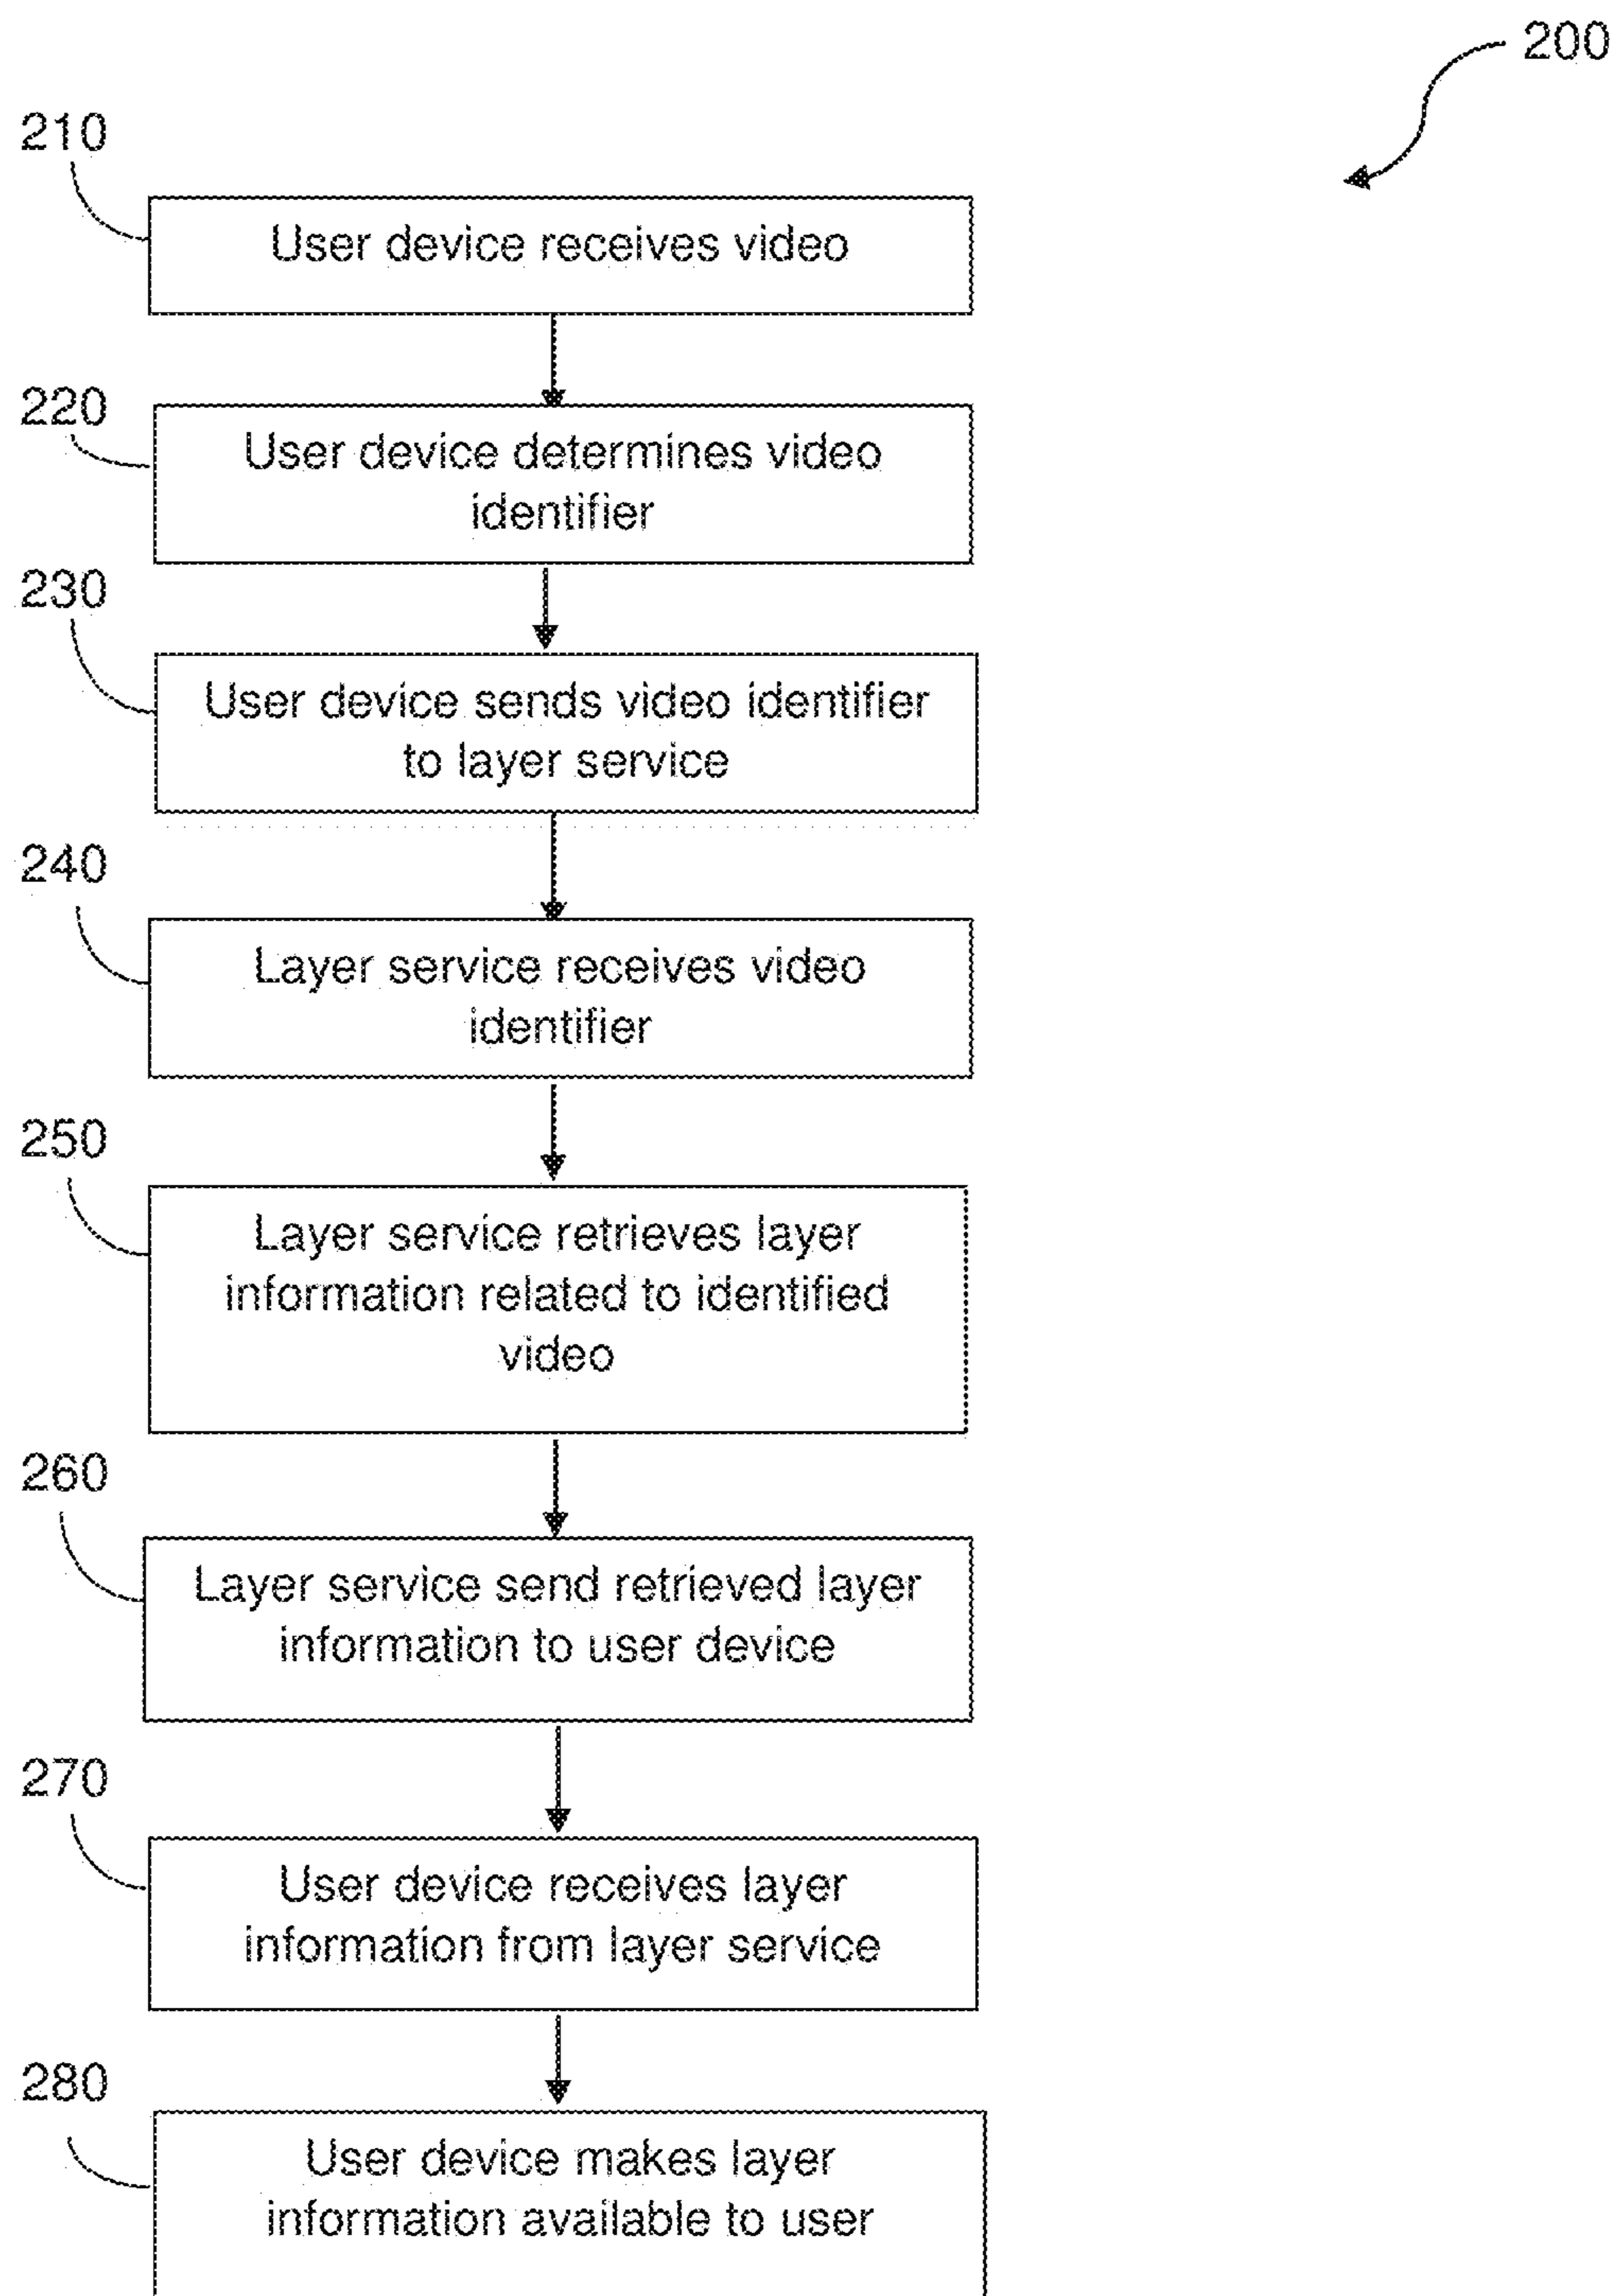 200
210
User device receives video
220
User device determines video
identifier
230
User device sends video identifier
to layer service
240
Layer service receives video
identifier
250
Layer service retrieves layer
information related to identified
video
260
Layer service send retrieved layer
information to user device
270
User device receives layer
information from layer service
280
User device makes layer
information available to user